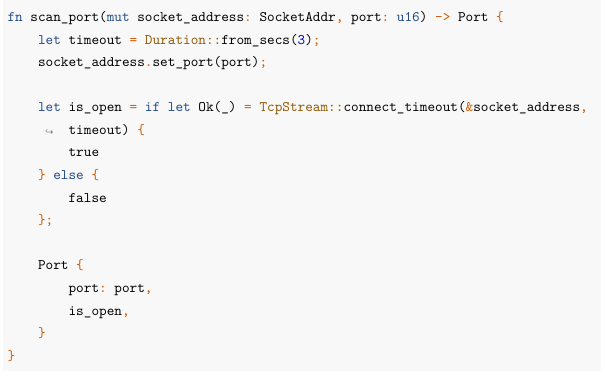 fn scan_port(mut socket_address: SocketAddr, port: u16) -> Port {
    let timeout = Duration::from_secs(3);
    socket_address.set_port(port);

    let is_open = if let Ok(_) = TcpStream::connect_timeout(&socket_address,
    ↪ timeout) {
        true
    } else {
        false
    };

    Port {
        port: port,
        is_open,
    }
}